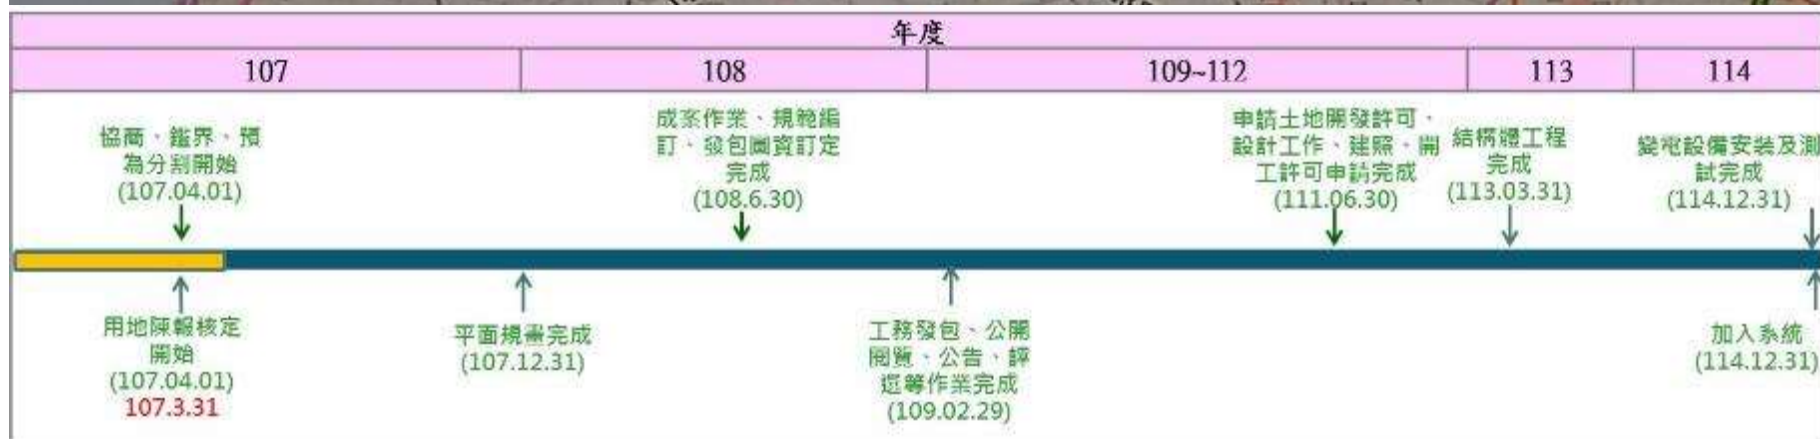 年度
107
108
109~112
113
114
協商、鑑界、預
為分割開始
(107.04.01)
成案作業、規範編
訂、發包圖資訂定
完成
(108.6.30)
申請土地開發許可、
設計工作、建照、開
工許可申請完成
(111.06.30)
結構體工程
完成
(113.03.31)
變電設備安裝及測
試完成
(114.12.31)
用地陳報核定
開始
(107.04.01)
107.3.31
平面規畫完成
(107.12.31)
工務發包、公開
閱覽、公告、評
選等作業完成
(109.02.29)
加入系統
(114.12.31)